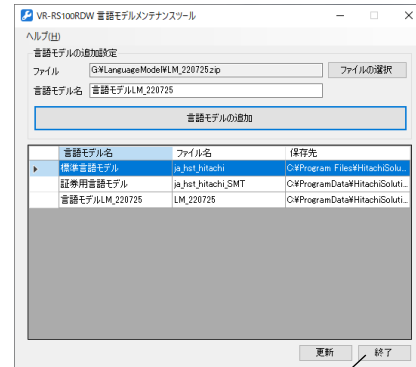 VR-RS100RDW 言語モデルメンテナンスツール
ヘルプ(H)
言語モデルの追加設定
ファイル G:¥LanguageModel¥LM_220725.zip ファイルの選択
言語モデル名 言語モデルLM_220725
言語モデルの追加
言語モデル名 ファイル名 保存先
標準言語モデル ja_hst_hitachi C:¥Program Files¥HitachiSolu...
証券用言語モデル ja_hst_hitachi_SMT C:¥ProgramData¥HitachiSoluti...
言語モデルLM_220725 LM_220725 C:¥ProgramData¥HitachiSoluti...
更新 終了